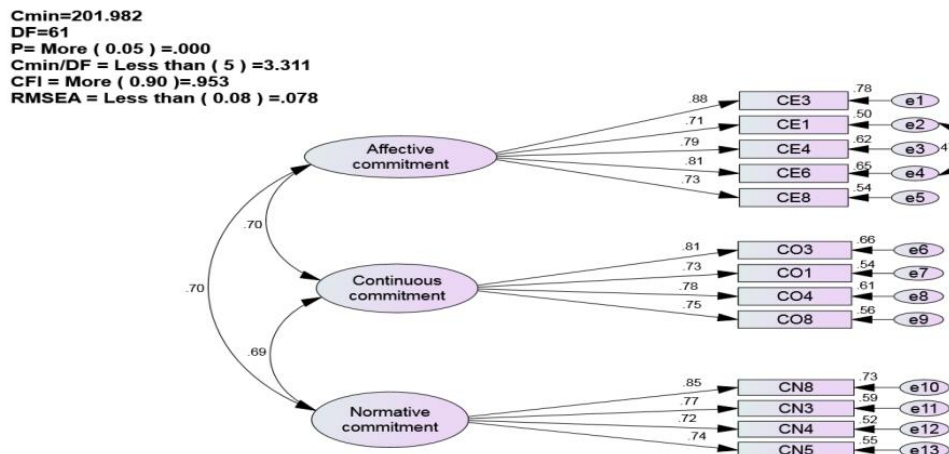 Cmin=201.982
DF=61
P= More ( 0.05 ) =.000
Cmin/DF = Less than ( 5 ) =3.311
CFI = More ( 0.90 )=.953
RMSEA = Less than ( 0.08 ) =.078
Affective
commitment
.88
.71
.79
.81
.73
CE3
CE1
CE4
CE6
CE8
.78
.50
.62
.65
.54
e1
e2
e3
e4
e5
.70
.70
Continuous
commitment
.81
.73
.78
.75
CO3
CO1
CO4
CO8
.66
.54
.61
.56
e6
e7
e8
e9
.69
Normative
commitment
.85
.77
.72
.74
CN8
CN3
CN4
CN5
.73
.59
.52
.55
e10
e11
e12
e13